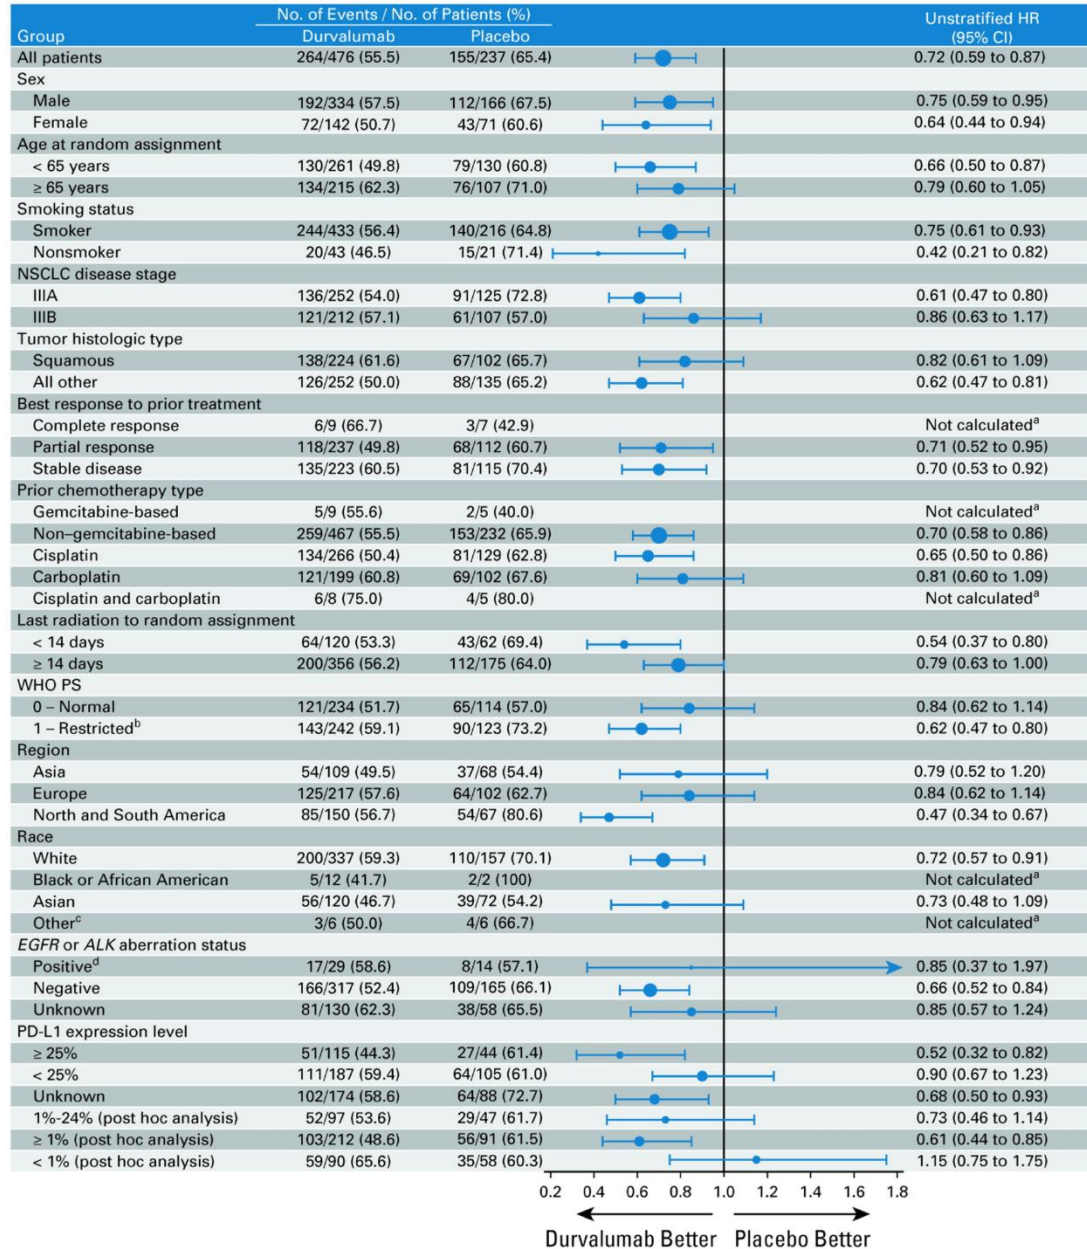 No. of Events / No. of Patients (%) Unstratified HR
Group Durvalumab Placebo (95% CI)
All patients 264/476 (55.5) 155/237 (65.4) 0.72 (0.59 to 0.87)
Sex
Male 192/334 (57.5) 112/166 (67.5) 0.75 (0.59 to 0.95)
Female 72/142 (50.7) 43/71 (60.6) 0.64 (0.44 to 0.94)
Age at random assignment
< 65 years 130/261 (49.8) 79/130 (60.8) 0.66 (0.50 to 0.87)
≥ 65 years 134/215 (62.3) 76/107 (71.0) 0.79 (0.60 to 1.05)
Smoking status
Smoker 244/433 (56.4) 140/216 (64.8) 0.75 (0.61 to 0.93)
Nonsmoker 20/43 (46.5) 15/21 (71.4) 0.42 (0.21 to 0.82)
NSCLC disease stage
IIIA 136/252 (54.0) 91/125 (72.8) 0.61 (0.47 to 0.80)
IIIB 121/212 (57.1) 61/107 (57.0) 0.86 (0.63 to 1.17)
Tumor histologic type
Squamous 138/224 (61.6) 67/102 (65.7) 0.82 (0.61 to 1.09)
All other 126/252 (50.0) 88/135 (65.2) 0.62 (0.47 to 0.81)
Best response to prior treatment
Complete response 6/9 (66.7) 3/7 (42.9) Not calculatedᵃ
Partial response 118/237 (49.8) 68/112 (60.7) 0.71 (0.52 to 0.95)
Stable disease 135/223 (60.5) 81/115 (70.4) 0.70 (0.53 to 0.92)
Prior chemotherapy type
Gemcitabine-based 5/9 (55.6) 2/5 (40.0) Not calculatedᵃ
Non–gemcitabine-based 259/467 (55.5) 153/232 (65.9) 0.70 (0.58 to 0.86)
Cisplatin 134/266 (50.4) 81/129 (62.8) 0.65 (0.50 to 0.86)
Carboplatin 121/199 (60.8) 69/102 (67.6) 0.81 (0.60 to 1.09)
Cisplatin and carboplatin 6/8 (75.0) 4/5 (80.0) Not calculatedᵃ
Last radiation to random assignment
< 14 days 64/120 (53.3) 43/62 (69.4) 0.54 (0.37 to 0.80)
≥ 14 days 200/356 (56.2) 112/175 (64.0) 0.79 (0.63 to 1.00)
WHO PS
0 – Normal 121/234 (51.7) 65/114 (57.0) 0.84 (0.62 to 1.14)
1 – Restrictedᵇ 143/242 (59.1) 90/123 (73.2) 0.62 (0.47 to 0.80)
Region
Asia 54/109 (49.5) 37/68 (54.4) 0.79 (0.52 to 1.20)
Europe 125/217 (57.6) 64/102 (62.7) 0.84 (0.62 to 1.14)
North and South America 85/150 (56.7) 54/67 (80.6) 0.47 (0.34 to 0.67)
Race
White 200/337 (59.3) 110/157 (70.1) 0.72 (0.57 to 0.91)
Black or African American 5/12 (41.7) 2/2 (100) Not calculatedᵃ
Asian 56/120 (46.7) 39/72 (54.2) 0.73 (0.48 to 1.09)
Otherᶜ 3/6 (50.0) 4/6 (66.7) Not calculatedᵃ
EGFR or ALK aberration status
Positiveᵈ 17/29 (58.6) 8/14 (57.1) 0.85 (0.37 to 1.97)
Negative 166/317 (52.4) 109/165 (66.1) 0.66 (0.52 to 0.84)
Unknown 81/130 (62.3) 38/58 (65.5) 0.85 (0.57 to 1.24)
PD-L1 expression level
≥ 25% 51/115 (44.3) 27/44 (61.4) 0.52 (0.32 to 0.82)
< 25% 111/187 (59.4) 64/105 (61.0) 0.90 (0.67 to 1.23)
Unknown 102/174 (58.6) 64/88 (72.7) 0.68 (0.50 to 0.93)
1%-24% (post hoc analysis) 52/97 (53.6) 29/47 (61.7) 0.73 (0.46 to 1.14)
≥ 1% (post hoc analysis) 103/212 (48.6) 56/91 (61.5) 0.61 (0.44 to 0.85)
< 1% (post hoc analysis) 59/90 (65.6) 35/58 (60.3) 1.15 (0.75 to 1.75)
0.2 0.4 0.6 0.8 1.0 1.2 1.4 1.6 1.8
Durvalumab Better Placebo Better